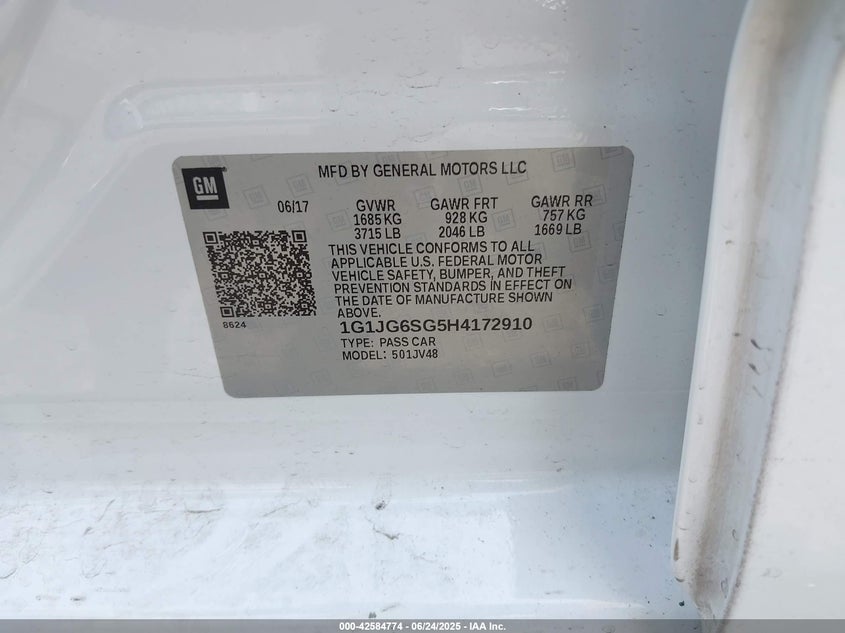 GM
MFD BY GENERAL MOTORS LLC
06/17 GVWR GAWR FRT GAWR RR
1685 KG 928 KG 757 KG
3715 LB 2046 LB 1669 LB
THIS VEHICLE CONFORMS TO ALL
APPLICABLE U.S. FEDERAL MOTOR
VEHICLE SAFETY, BUMPER, AND THEFT
PREVENTION STANDARDS IN EFFECT ON
THE DATE OF MANUFACTURE SHOWN
ABOVE.
8624
1G1JG6SG5H4172910
TYPE: PASS CAR
MODEL: 501JV48
000-42584774 - 06/24/2025 - IAA Inc.